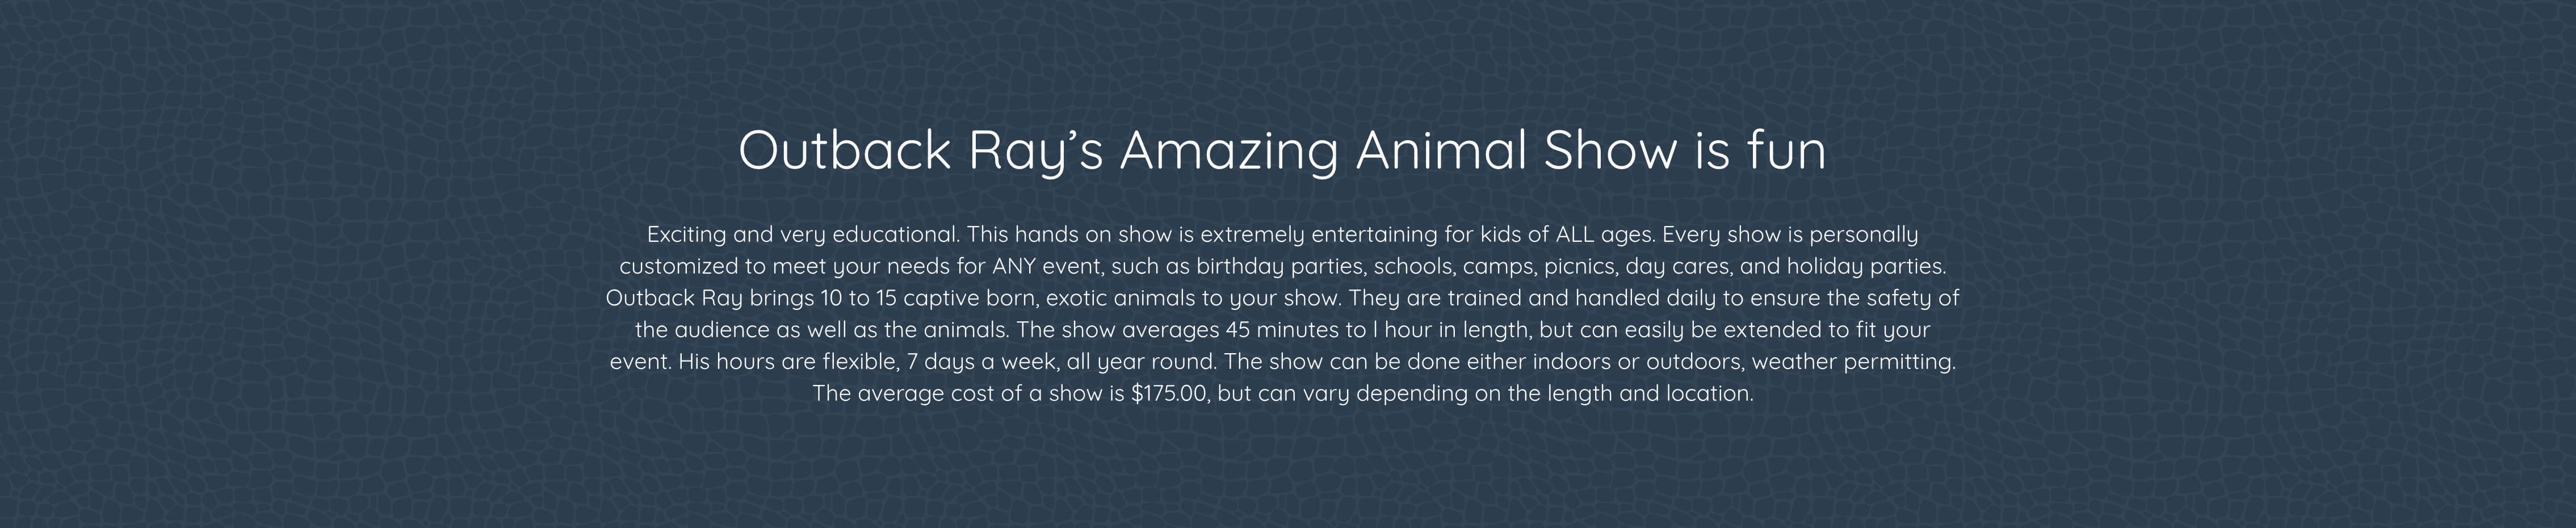 Outback Ray’s Amazing Animal Show is fun
Exciting and very educational. This hands on show is extremely entertaining for kids of ALL ages. Every show is personally
customized to meet your needs for ANY event, such as birthday parties, schools, camps, picnics, day cares, and holiday parties.
Outback Ray brings 10 to 15 captive born, exotic animals to your show. They are trained and handled daily to ensure the safety of
the audience as well as the animals. The show averages 45 minutes to l hour in length, but can easily be extended to fit your
event. His hours are flexible, 7 days a week, all year round. The show can be done either indoors or outdoors, weather permitting.
The average cost of a show is $175.00, but can vary depending on the length and location.